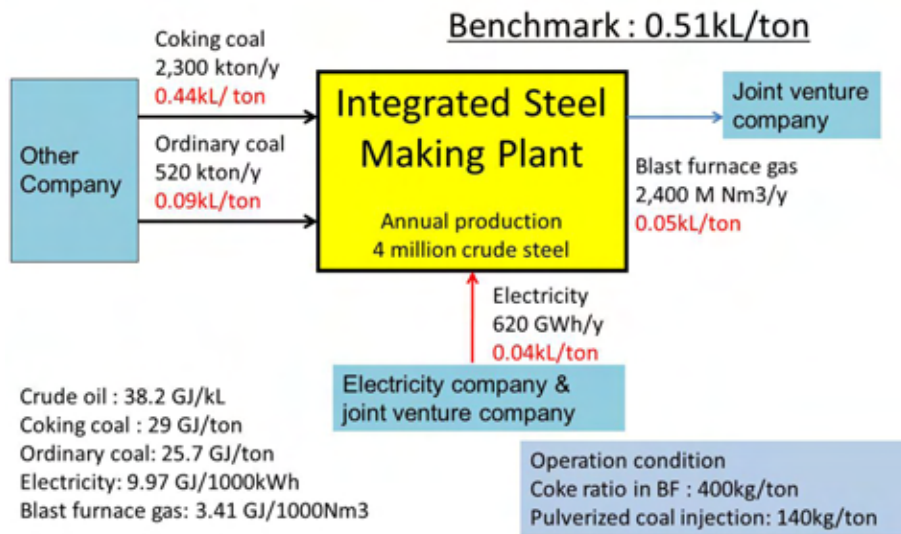 Benchmark : 0.51kL/ton
Coking coal
2,300 kton/y
0.44kL/ ton
Other
Company
Ordinary coal
520 kton/y
0.09kL/ton
Integrated Steel
Making Plant
Annual production
4 million crude steel
Joint venture
company
Blast furnace gas
2,400 M Nm3/y
0.05kL/ton
Electricity
620 GWh/y
0.04kL/ton
Electricity company &
joint venture company
Crude oil : 38.2 GJ/kL
Coking coal : 29 GJ/ton
Ordinary coal: 25.7 GJ/ton
Electricity: 9.97 GJ/1000kWh
Blast furnace gas: 3.41 GJ/1000Nm3
Operation condition
Coke ratio in BF : 400kg/ton
Pulverized coal injection: 140kg/ton